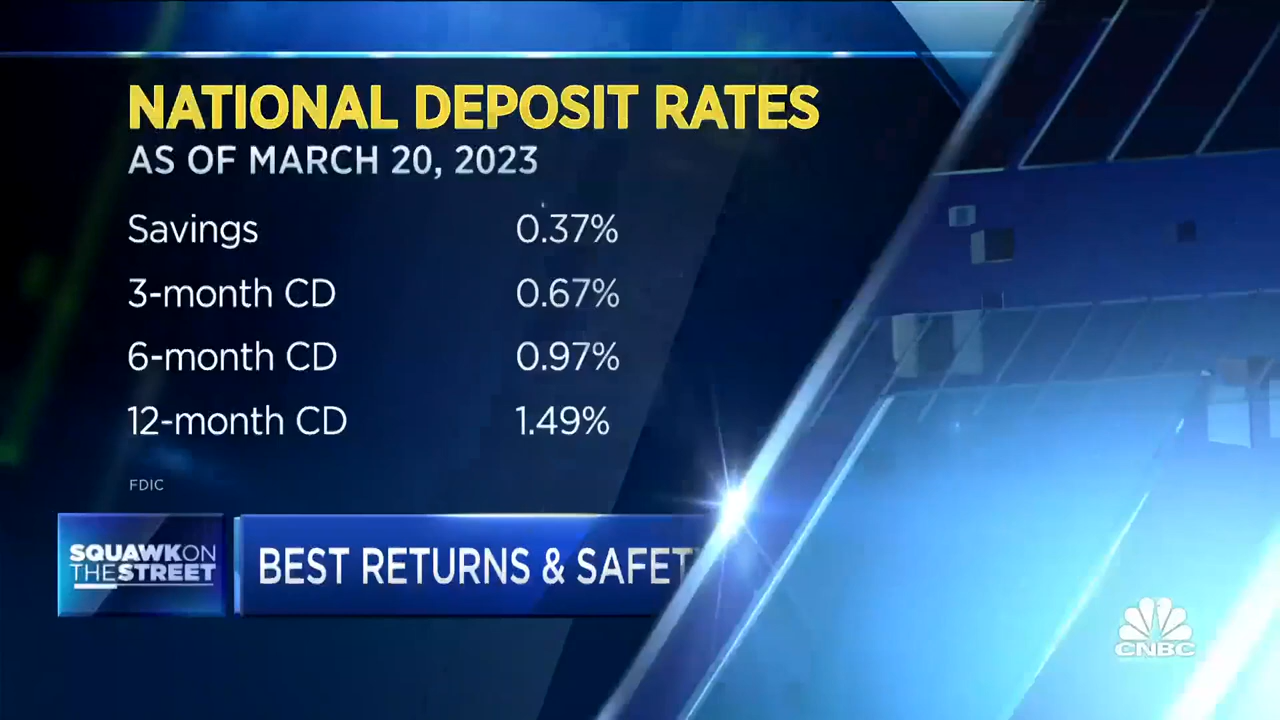 NATIONAL DEPOSIT RATES
AS OF MARCH 20, 2023
Savings 0.37%
3-month CD 0.67%
6-month CD 0.97%
12-month CD 1.49%
FDIC
SQUAWK ON
THE STREET
BEST RETURNS & SAFET
CNBC